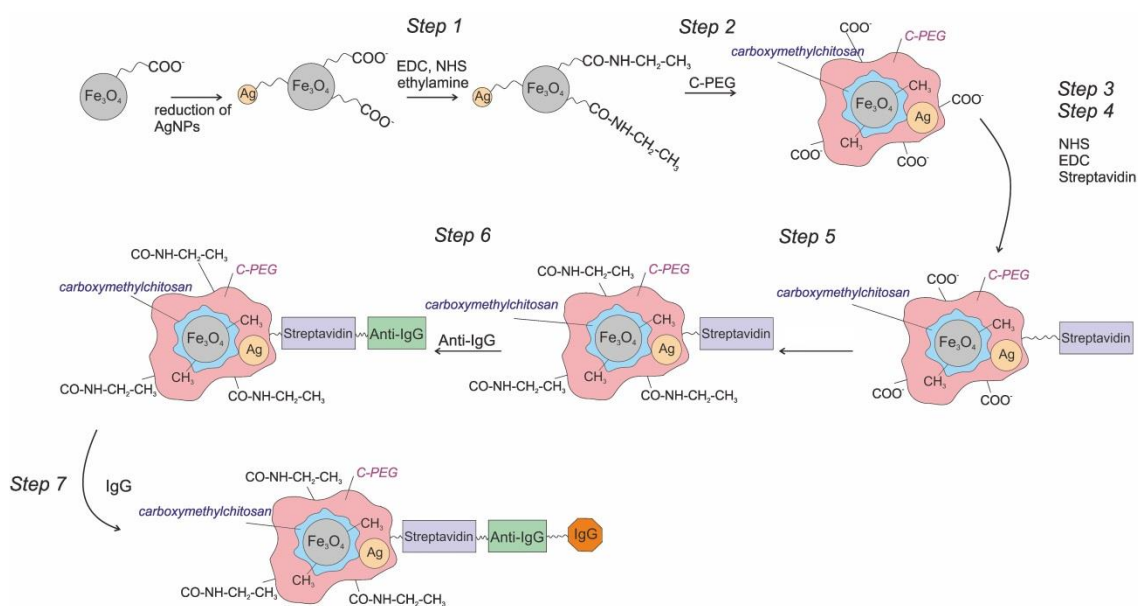 Step 1
Step 2
Fe₃O₄
COO⁻
reduction of
AgNPs
Ag
Fe₃O₄
COO⁻
COO⁻
EDC, NHS
ethylamine
Ag
Fe₃O₄
CO-NH-CH₂-CH₃
CO-NH-CH₂-CH₃
C-PEG
carboxymethylchitosan
COO⁻
C-PEG
Fe₃O₄
CH₃
Ag
CH₃
COO⁻
COO⁻
COO⁻
Step 3
Step 4
NHS
EDC
Streptavidin
Step 6
Step 5
CO-NH-CH₂-CH₃
C-PEG
carboxymethylchitosan
Fe₃O₄
CH₃
Ag
CH₃
Streptavidin
Anti-IgG
CO-NH-CH₂-CH₃
CO-NH-CH₂-CH₃
Anti-IgG
CO-NH-CH₂-CH₃
C-PEG
carboxymethylchitosan
Fe₃O₄
CH₃
Ag
CH₃
Streptavidin
CO-NH-CH₂-CH₃
CO-NH-CH₂-CH₃
COO⁻
C-PEG
carboxymethylchitosan
Fe₃O₄
CH₃
Ag
CH₃
Streptavidin
COO⁻
COO⁻
Step 7
IgG
CO-NH-CH₂-CH₃
C-PEG
carboxymethylchitosan
Fe₃O₄
CH₃
Ag
CH₃
Streptavidin
Anti-IgG
IgG
CO-NH-CH₂-CH₃
CO-NH-CH₂-CH₃